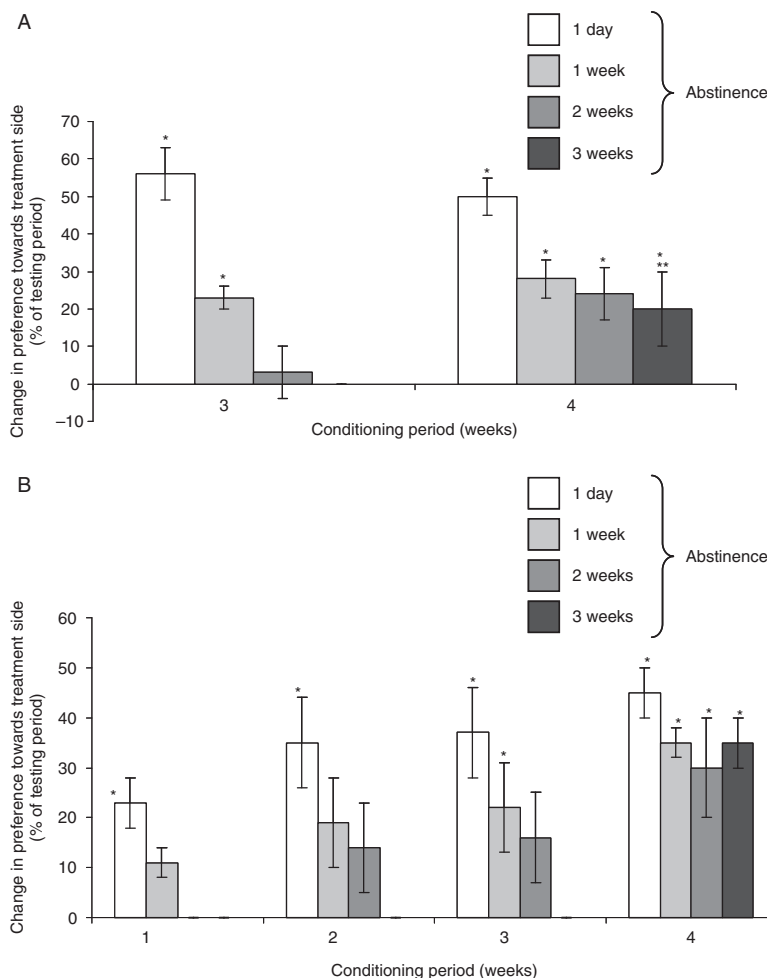 A
1 day
1 week
2 weeks
3 weeks
Abstinence
Change in preference towards treatment side
(% of testing period)
70
60
50
40
30
20
10
0
–10
*
*
*
*
*
*
**
3
4
Conditioning period (weeks)
B
1 day
1 week
2 weeks
3 weeks
Abstinence
Change in preference towards treatment side
(% of testing period)
60
50
40
30
20
10
0
*
*
*
*
*
*
*
*
1
2
3
4
Conditioning period (weeks)